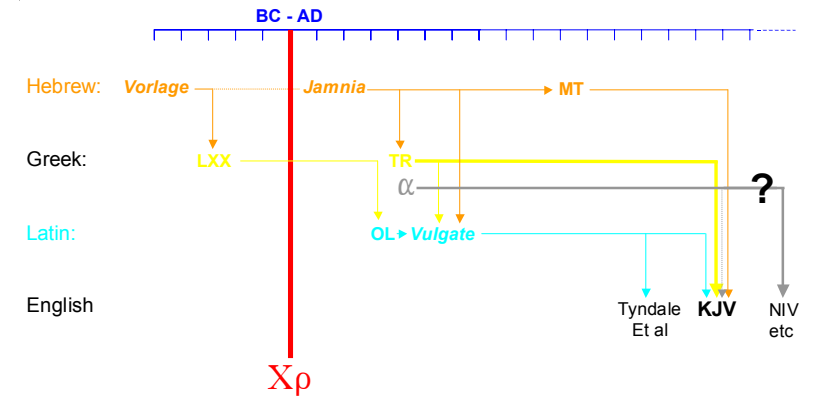 BC - AD
Hebrew: Vorlage Jamnia MT
Greek: LXX TR ?
α
Latin: OL Vulgate
English Tyndale KJV NIV
Et al etc
Χρ